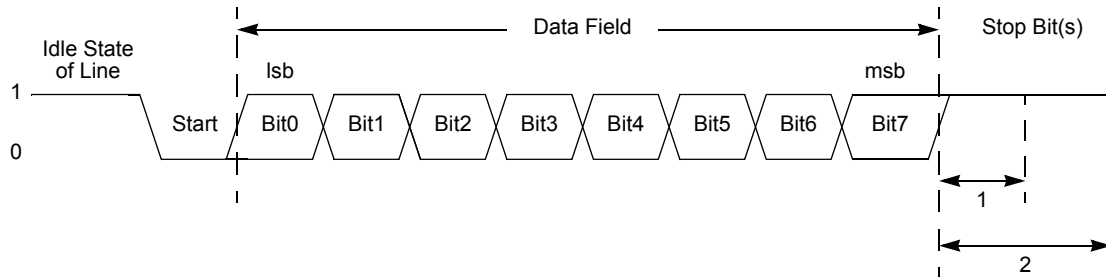 Data Field
Stop Bit(s)
Idle State
of Line
lsb
msb
1
Start
Bit0
Bit1
Bit2
Bit3
Bit4
Bit5
Bit6
Bit7
0
1
2